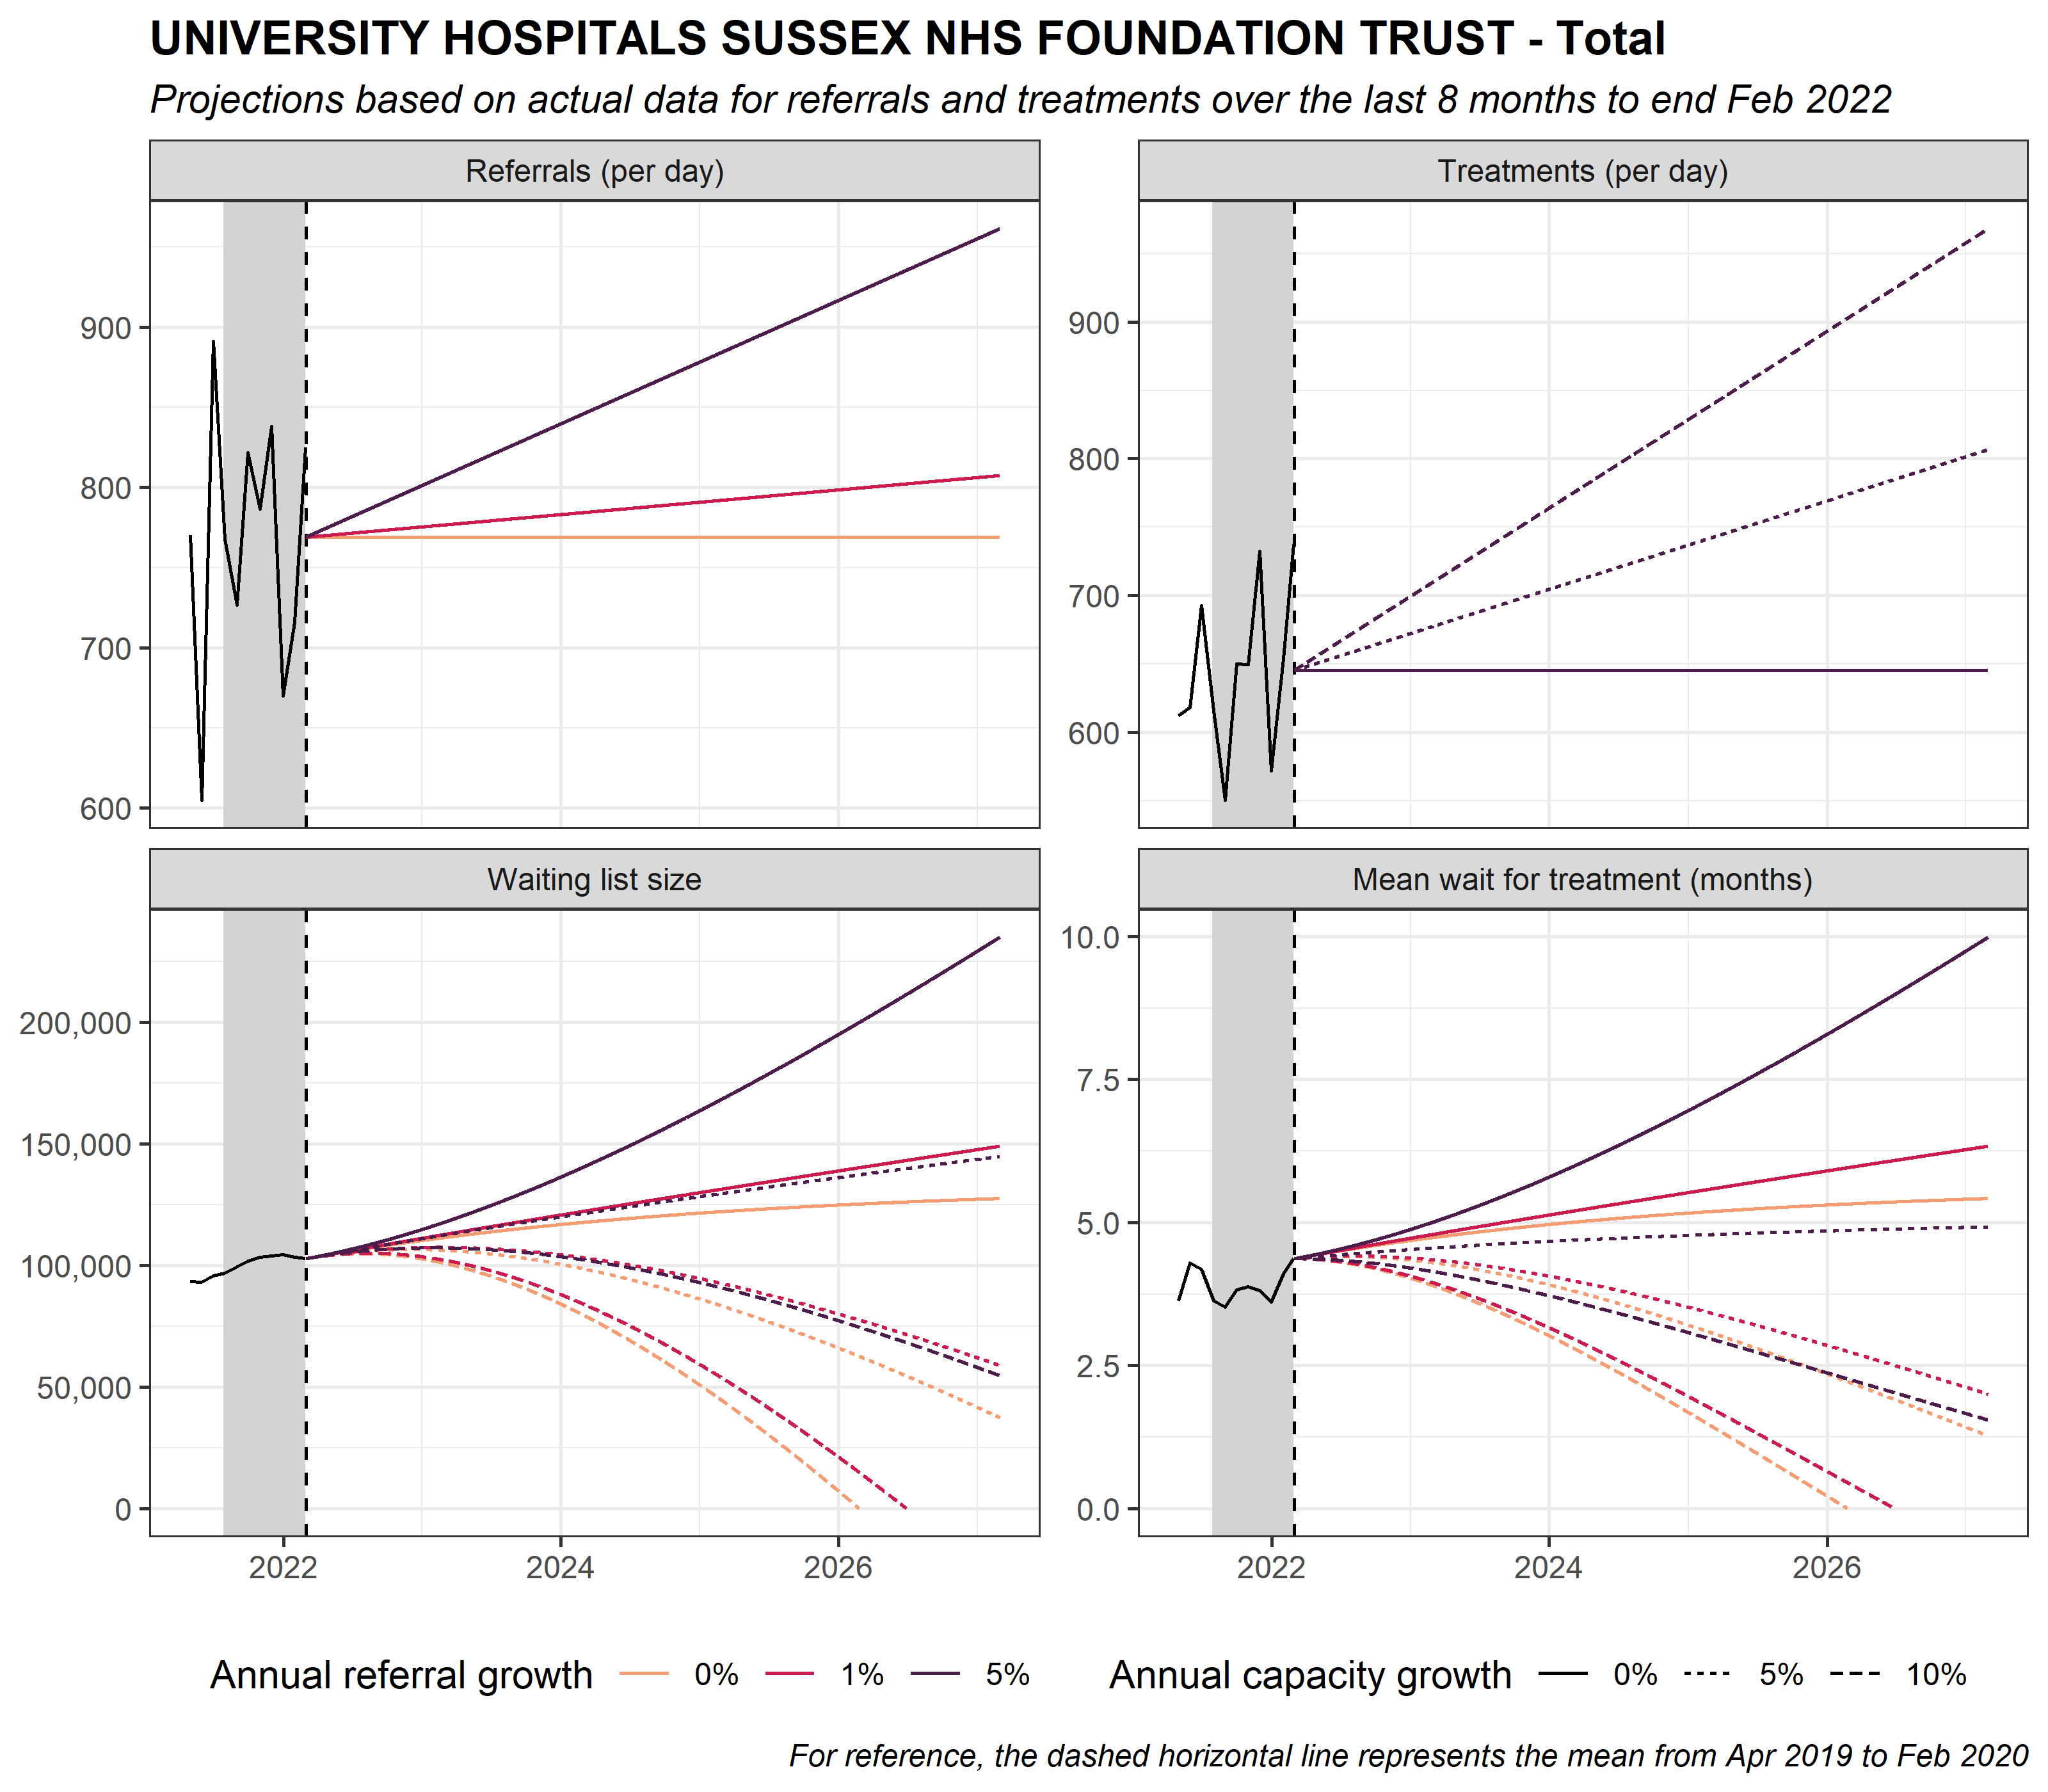 UNIVERSITY HOSPITALS SUSSEX NHS FOUNDATION TRUST - Total
Projections based on actual data for referrals and treatments over the last 8 months to end Feb 2022
Referrals (per day)
900
800
700
600
Treatments (per day)
900
800
700
600
Waiting list size
200,000
150,000
100,000
50,000
0
2022 2024 2026
Mean wait for treatment (months)
10.0
7.5
5.0
2.5
0.0
2022 2024 2026
Annual referral growth 0% 1% 5% Annual capacity growth 0% 5% 10%
For reference, the dashed horizontal line represents the mean from Apr 2019 to Feb 2020